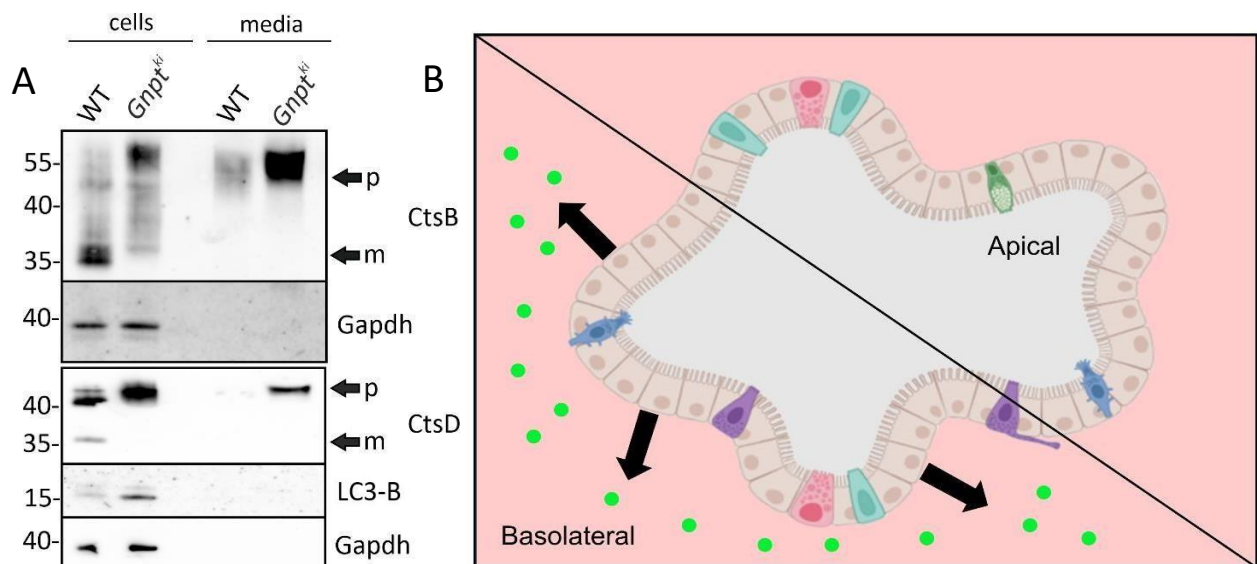 A
cells media
WT Gnpt^ki WT Gnpt^ki
55-
40-
35-
p
m
CtsB
40-
Gapdh
40-
35-
p
m
CtsD
15-
LC3-B
40-
Gapdh
B
Apical
Basolateral